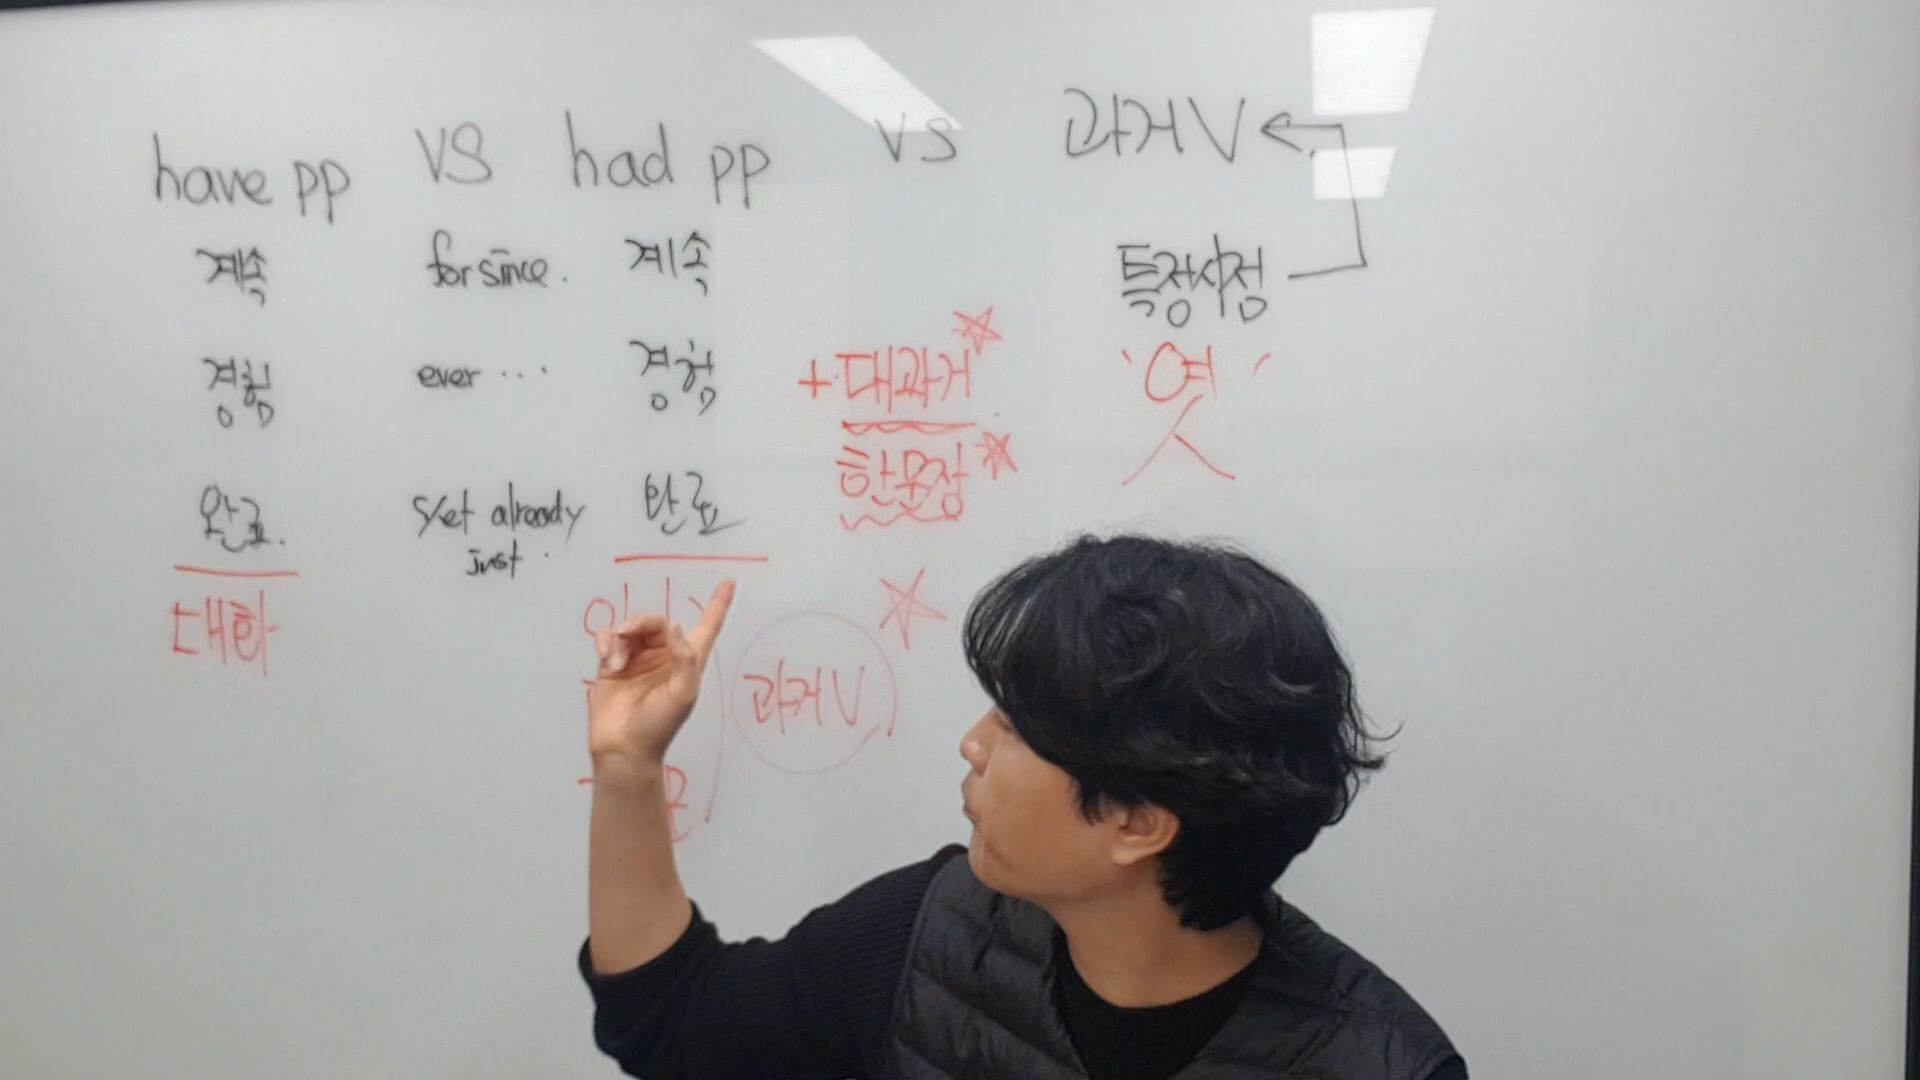 have pp VS had pp VS 과거V
계속 for since. 계속 특정시점
경험 ever ... 경험 +대과거 '여'
人
완료. yet already 완료 한문장
just.
대화
과거V